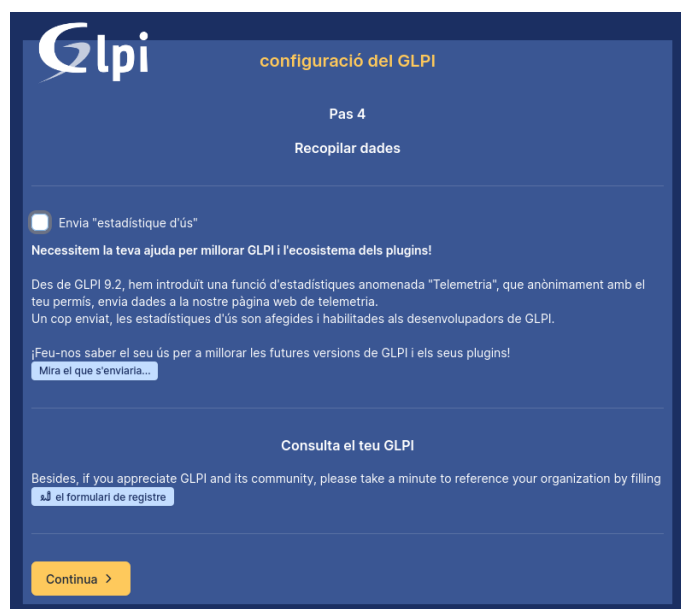 Glpi
configuració del GLPI
Pas 4
Recopilar dades
Envia "estadístique d'ús"
Necessitem la teva ajuda per millorar GLPI i l'ecosistema dels plugins!
Des de GLPI 9.2, hem introduït una funció d'estadístiques anomenada "Telemetria", que anònimament amb el
teu permís, envia dades a la nostre pàgina web de telemetria.
Un cop enviat, les estadístiques d'ús son afegides i habilitades als desenvolupadors de GLPI.
¡Feu-nos saber el seu ús per a millorar les futures versions de GLPI i els seus plugins!
Mira el que s'enviaria...
Consulta el teu GLPI
Besides, if you appreciate GLPI and its community, please take a minute to reference your organization by filling
el formulari de registre
Continua